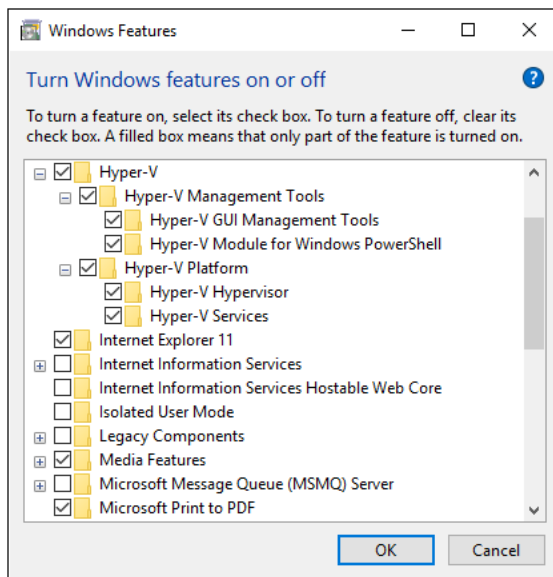 Windows Features
Turn Windows features on or off
To turn a feature on, select its check box. To turn a feature off, clear its
check box. A filled box means that only part of the feature is turned on.
Hyper-V
Hyper-V Management Tools
Hyper-V GUI Management Tools
Hyper-V Module for Windows PowerShell
Hyper-V Platform
Hyper-V Hypervisor
Hyper-V Services
Internet Explorer 11
Internet Information Services
Internet Information Services Hostable Web Core
Isolated User Mode
Legacy Components
Media Features
Microsoft Message Queue (MSMQ) Server
Microsoft Print to PDF
OK Cancel